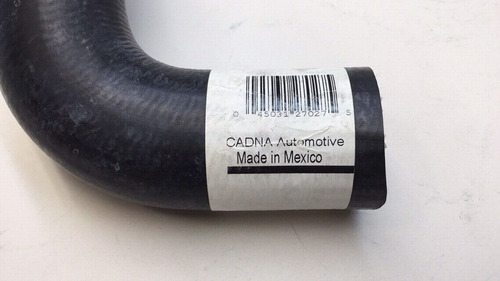 0 45031 27027 5
CADNA Automotive
Made in Mexico